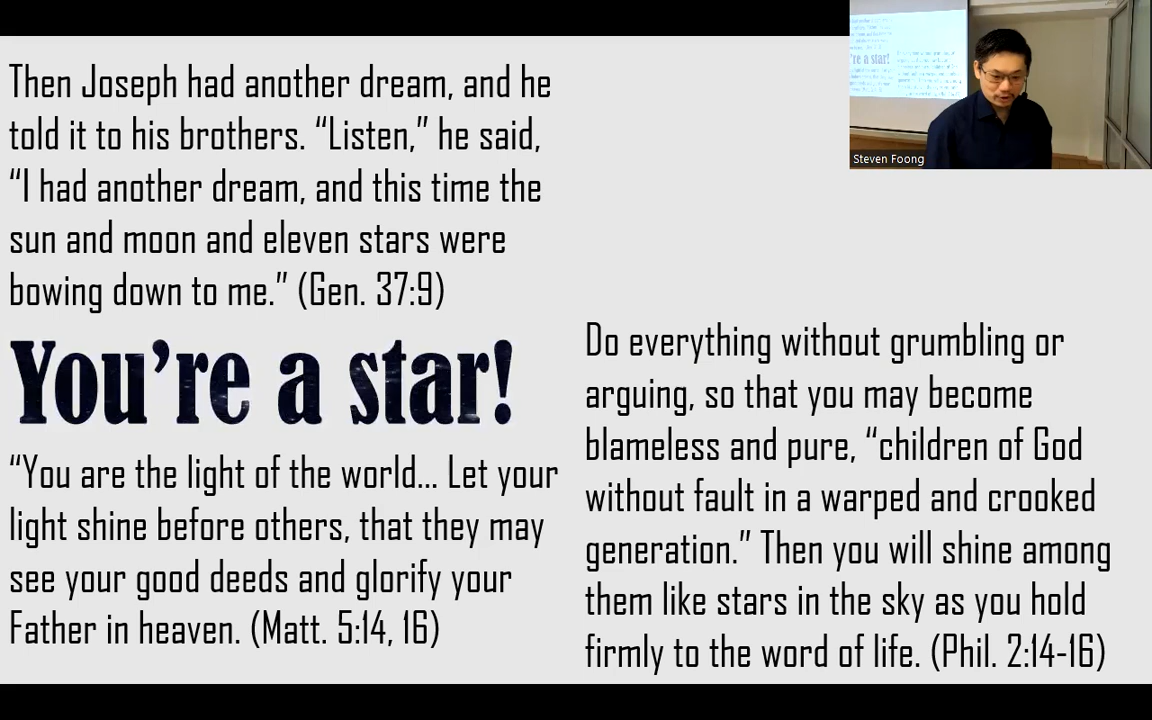 Then Joseph had another dream, and he
told it to his brothers. “Listen,” he said,
“I had another dream, and this time the
sun and moon and eleven stars were
bowing down to me.” (Gen. 37:9)
You’re a star!
“You are the light of the world... Let your
light shine before others, that they may
see your good deeds and glorify your
Father in heaven. (Matt. 5:14, 16)
Do everything without grumbling or
arguing, so that you may become
blameless and pure, “children of God
without fault in a warped and crooked
generation.” Then you will shine among
them like stars in the sky as you hold
firmly to the word of life. (Phil. 2:14-16)
're a star!
Steven Foong